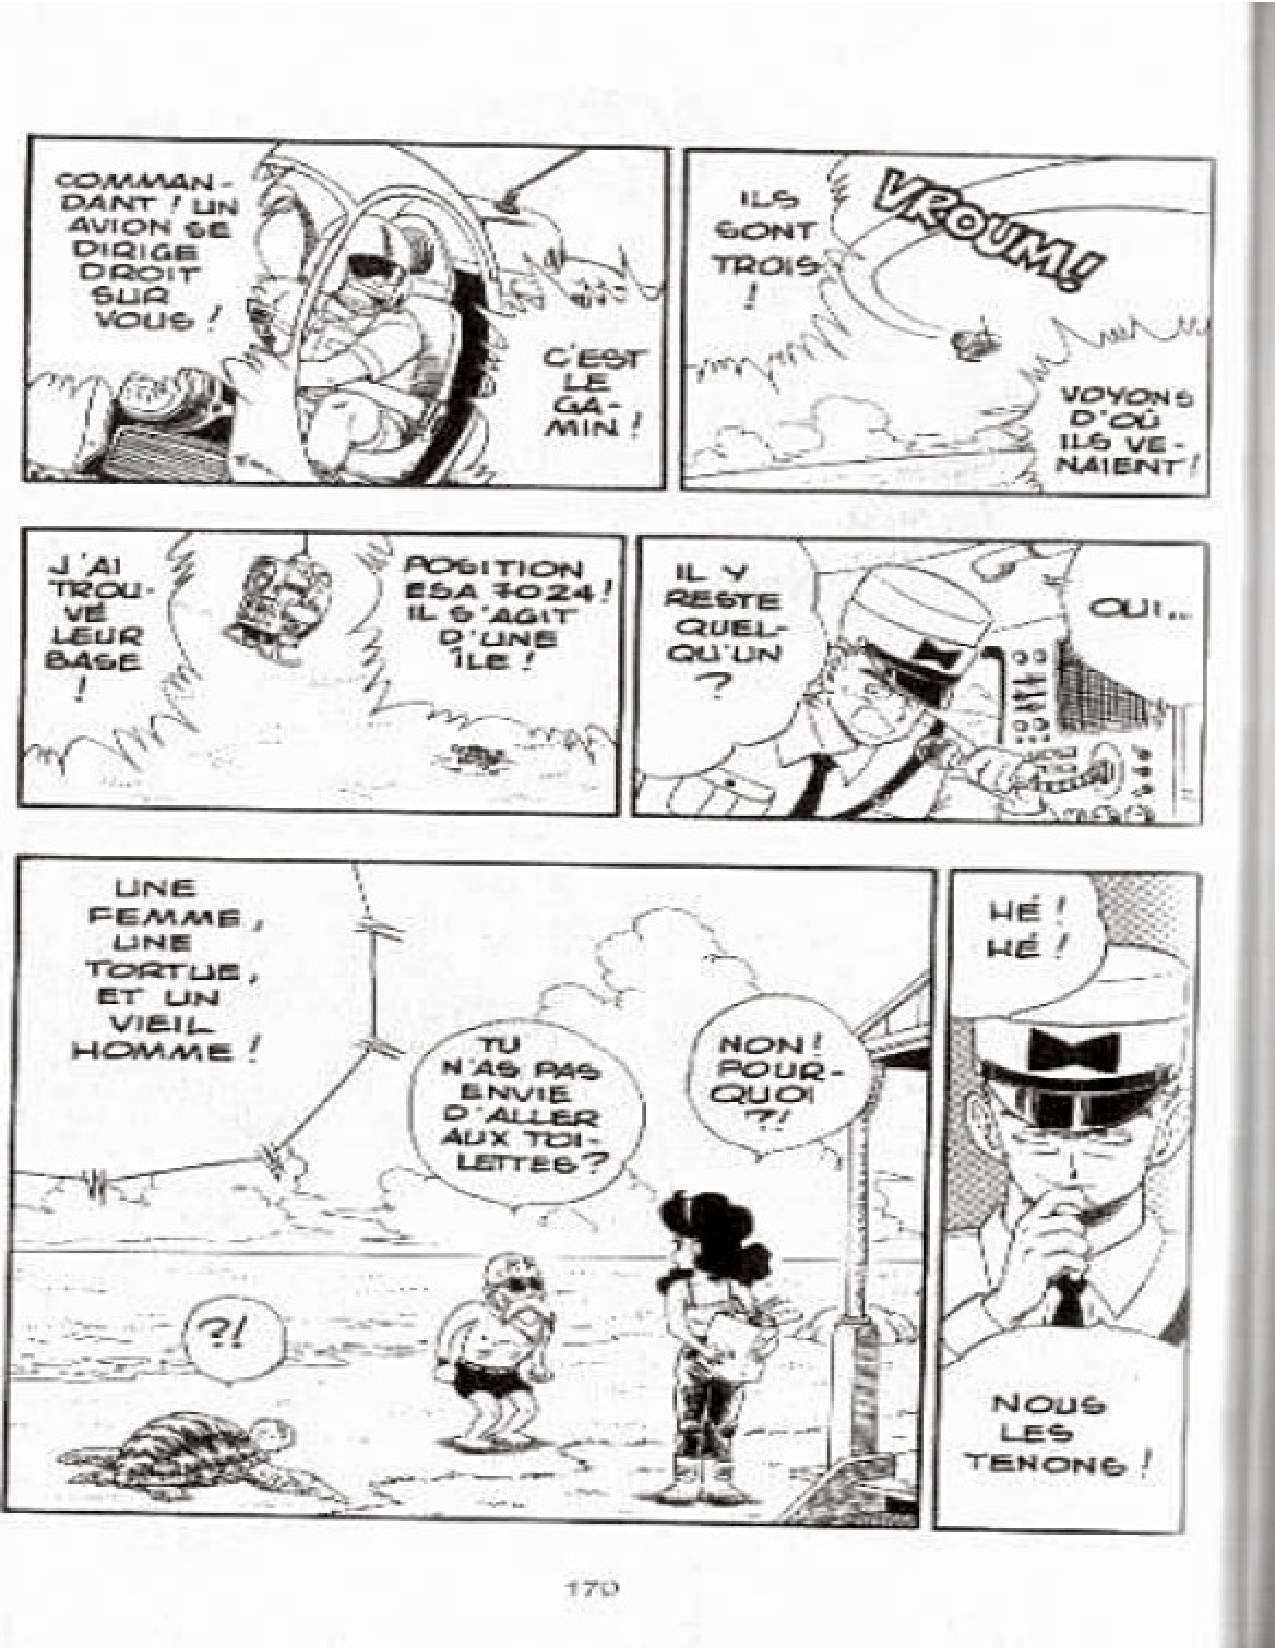 COMMAN-
DANT ! UN
AVION SE
DIRIGE
DROIT
SUR
VOUS !
C'EST
LE
GA-
MIN !
ILS
SONT
TROIS
!
VROUM!
VOYONS
D'OÛ
ILS VE-
NAIENT !
J'AI
TROU-
VÉ
LEUR
BASE
!
POSITION
ESA 7024 !
IL S'AGIT
D'UNE
ÎLE !
IL Y
RESTE
QUEL-
QU'UN
?
OUI...
UNE
FEMME,
UNE
TORTUE,
ET UN
VIEIL
HOMME !
TU
N'AS PAS
ENVIE
D'ALLER
AUX TOI-
LETTES ?
NON !
POUR-
QUOI
?!
?!
HÉ !
HÉ !
NOUS
LES
TENONS !
170